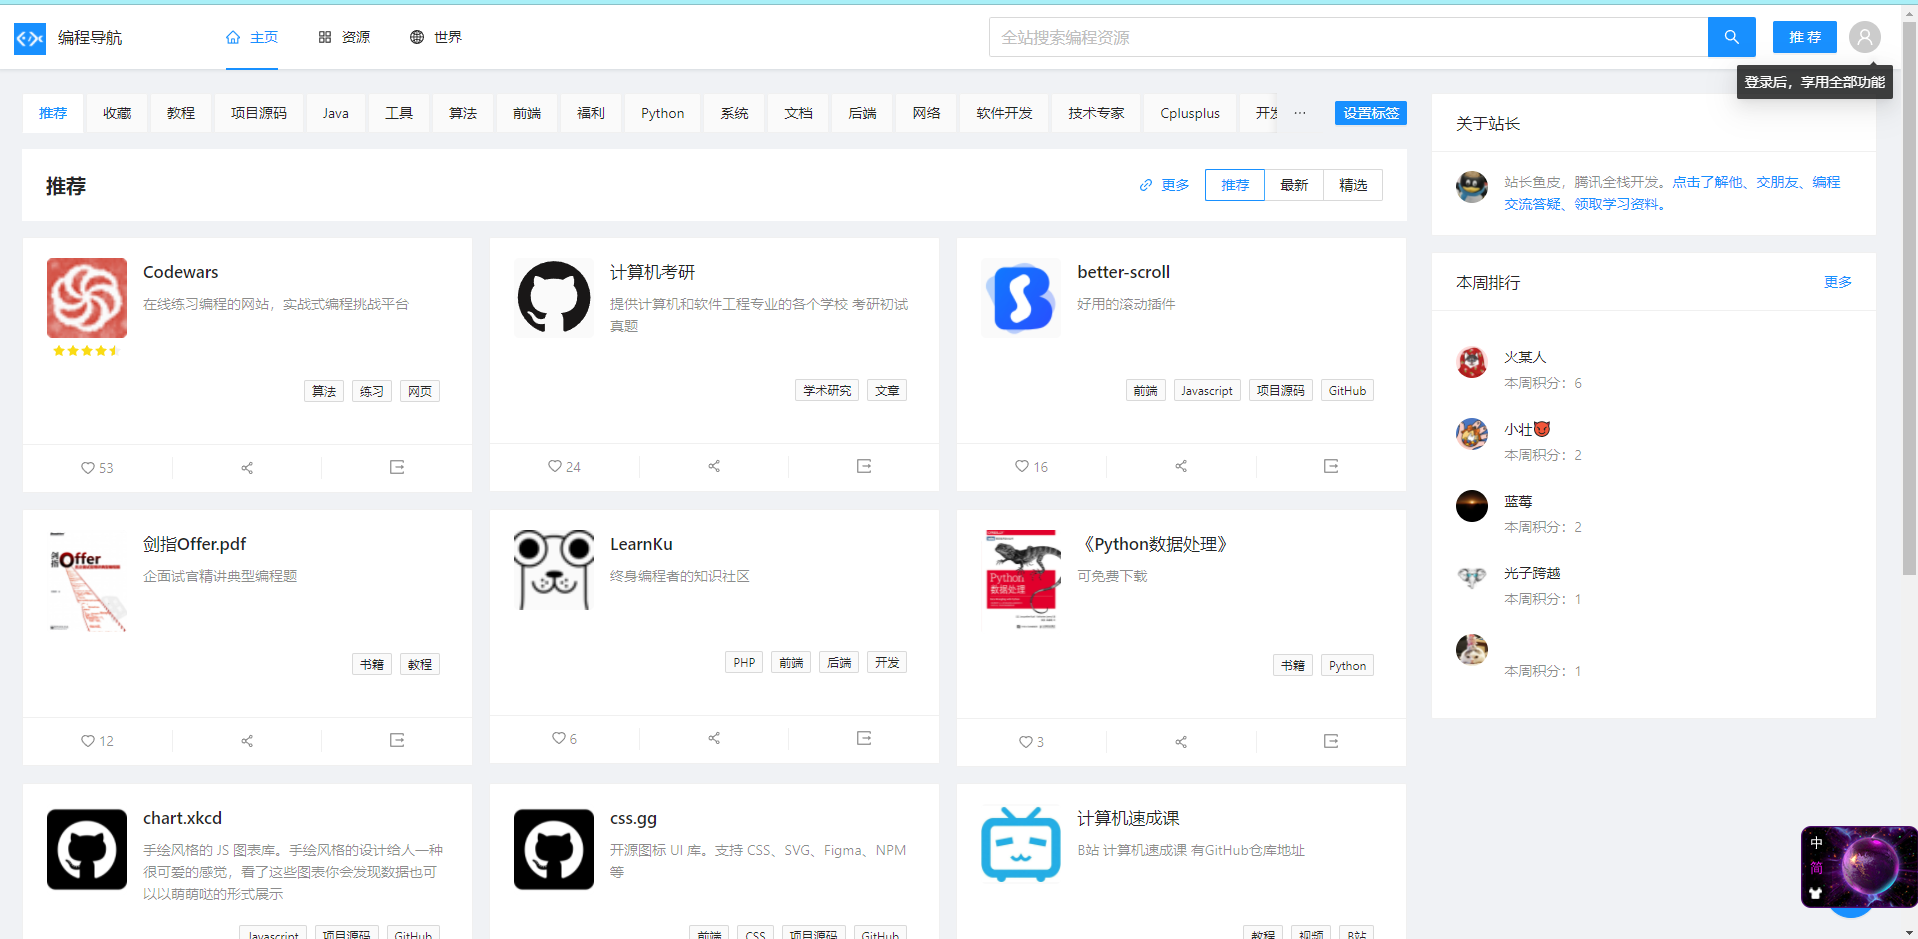 编程导航
主页
资源
世界
全站搜索编程资源
推 荐
登录后，享用全部功能
推荐
收藏
教程
项目源码
Java
工具
算法
前端
福利
Python
系统
文档
后端
网络
软件开发
技术专家
Cplusplus
开发
···
设置标签
推荐
更多
推荐
最新
精选
Codewars
在线练习编程的网站，实战式编程挑战平台
算法 练习 网页
53
计算机考研
提供计算机和软件工程专业的各个学校 考研初试
真题
学术研究 文章
24
better-scroll
好用的滚动插件
前端 Javascript 项目源码 GitHub
16
剑指Offer.pdf
企面试官精讲典型编程题
剑指Offer
书籍 教程
12
LearnKu
终身编程者的知识社区
PHP 前端 后端 开发
6
《Python数据处理》
可免费下载
Python
数据处理
书籍 Python
3
chart.xkcd
手绘风格的 JS 图表库。手绘风格的设计给人一种
很可爱的感觉，看了这些图表你会发现数据也可
以以萌萌哒的形式展示
Javascript 项目源码 GitHub
css.gg
开源图标 UI 库。支持 CSS、SVG、Figma、NPM
等
前端 CSS 项目源码 GitHub
计算机速成课
B站 计算机速成课 有GitHub仓库地址
教程 视频 B站
关于站长
站长鱼皮，腾讯全栈开发。点击了解他、交朋友、编程
交流答疑、领取学习资料。
本周排行
更多
火某人
本周积分：6
小壮😈
本周积分：2
蓝莓
本周积分：2
光子跨越
本周积分：1
本周积分：1
中
简